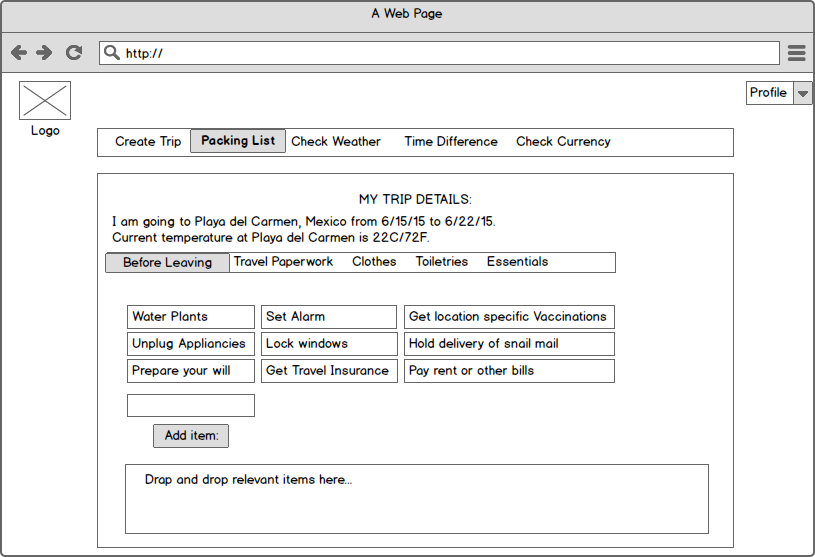 A Web Page
http://
Profile
Logo
Create Trip Packing List Check Weather Time Difference Check Currency
MY TRIP DETAILS:
I am going to Playa del Carmen, Mexico from 6/15/15 to 6/22/15.
Current temperature at Playa del Carmen is 22C/72F.
Before Leaving Travel Paperwork Clothes Toiletries Essentials
Water Plants Set Alarm Get location specific Vaccinations
Unplug Appliancies Lock windows Hold delivery of snail mail
Prepare your will Get Travel Insurance Pay rent or other bills
Add item:
Drap and drop relevant items here...